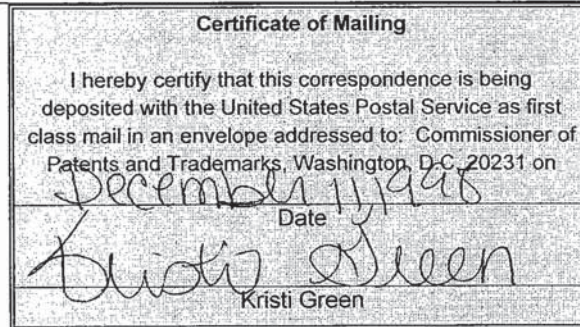 Certificate of Mailing
I hereby certify that this correspondence is being
deposited with the United States Postal Service as first
class mail in an envelope addressed to: Commissioner of
Patents and Trademarks, Washington, D.C. 20231 on
December 11, 1998
Date
Kristi Green
Kristi Green